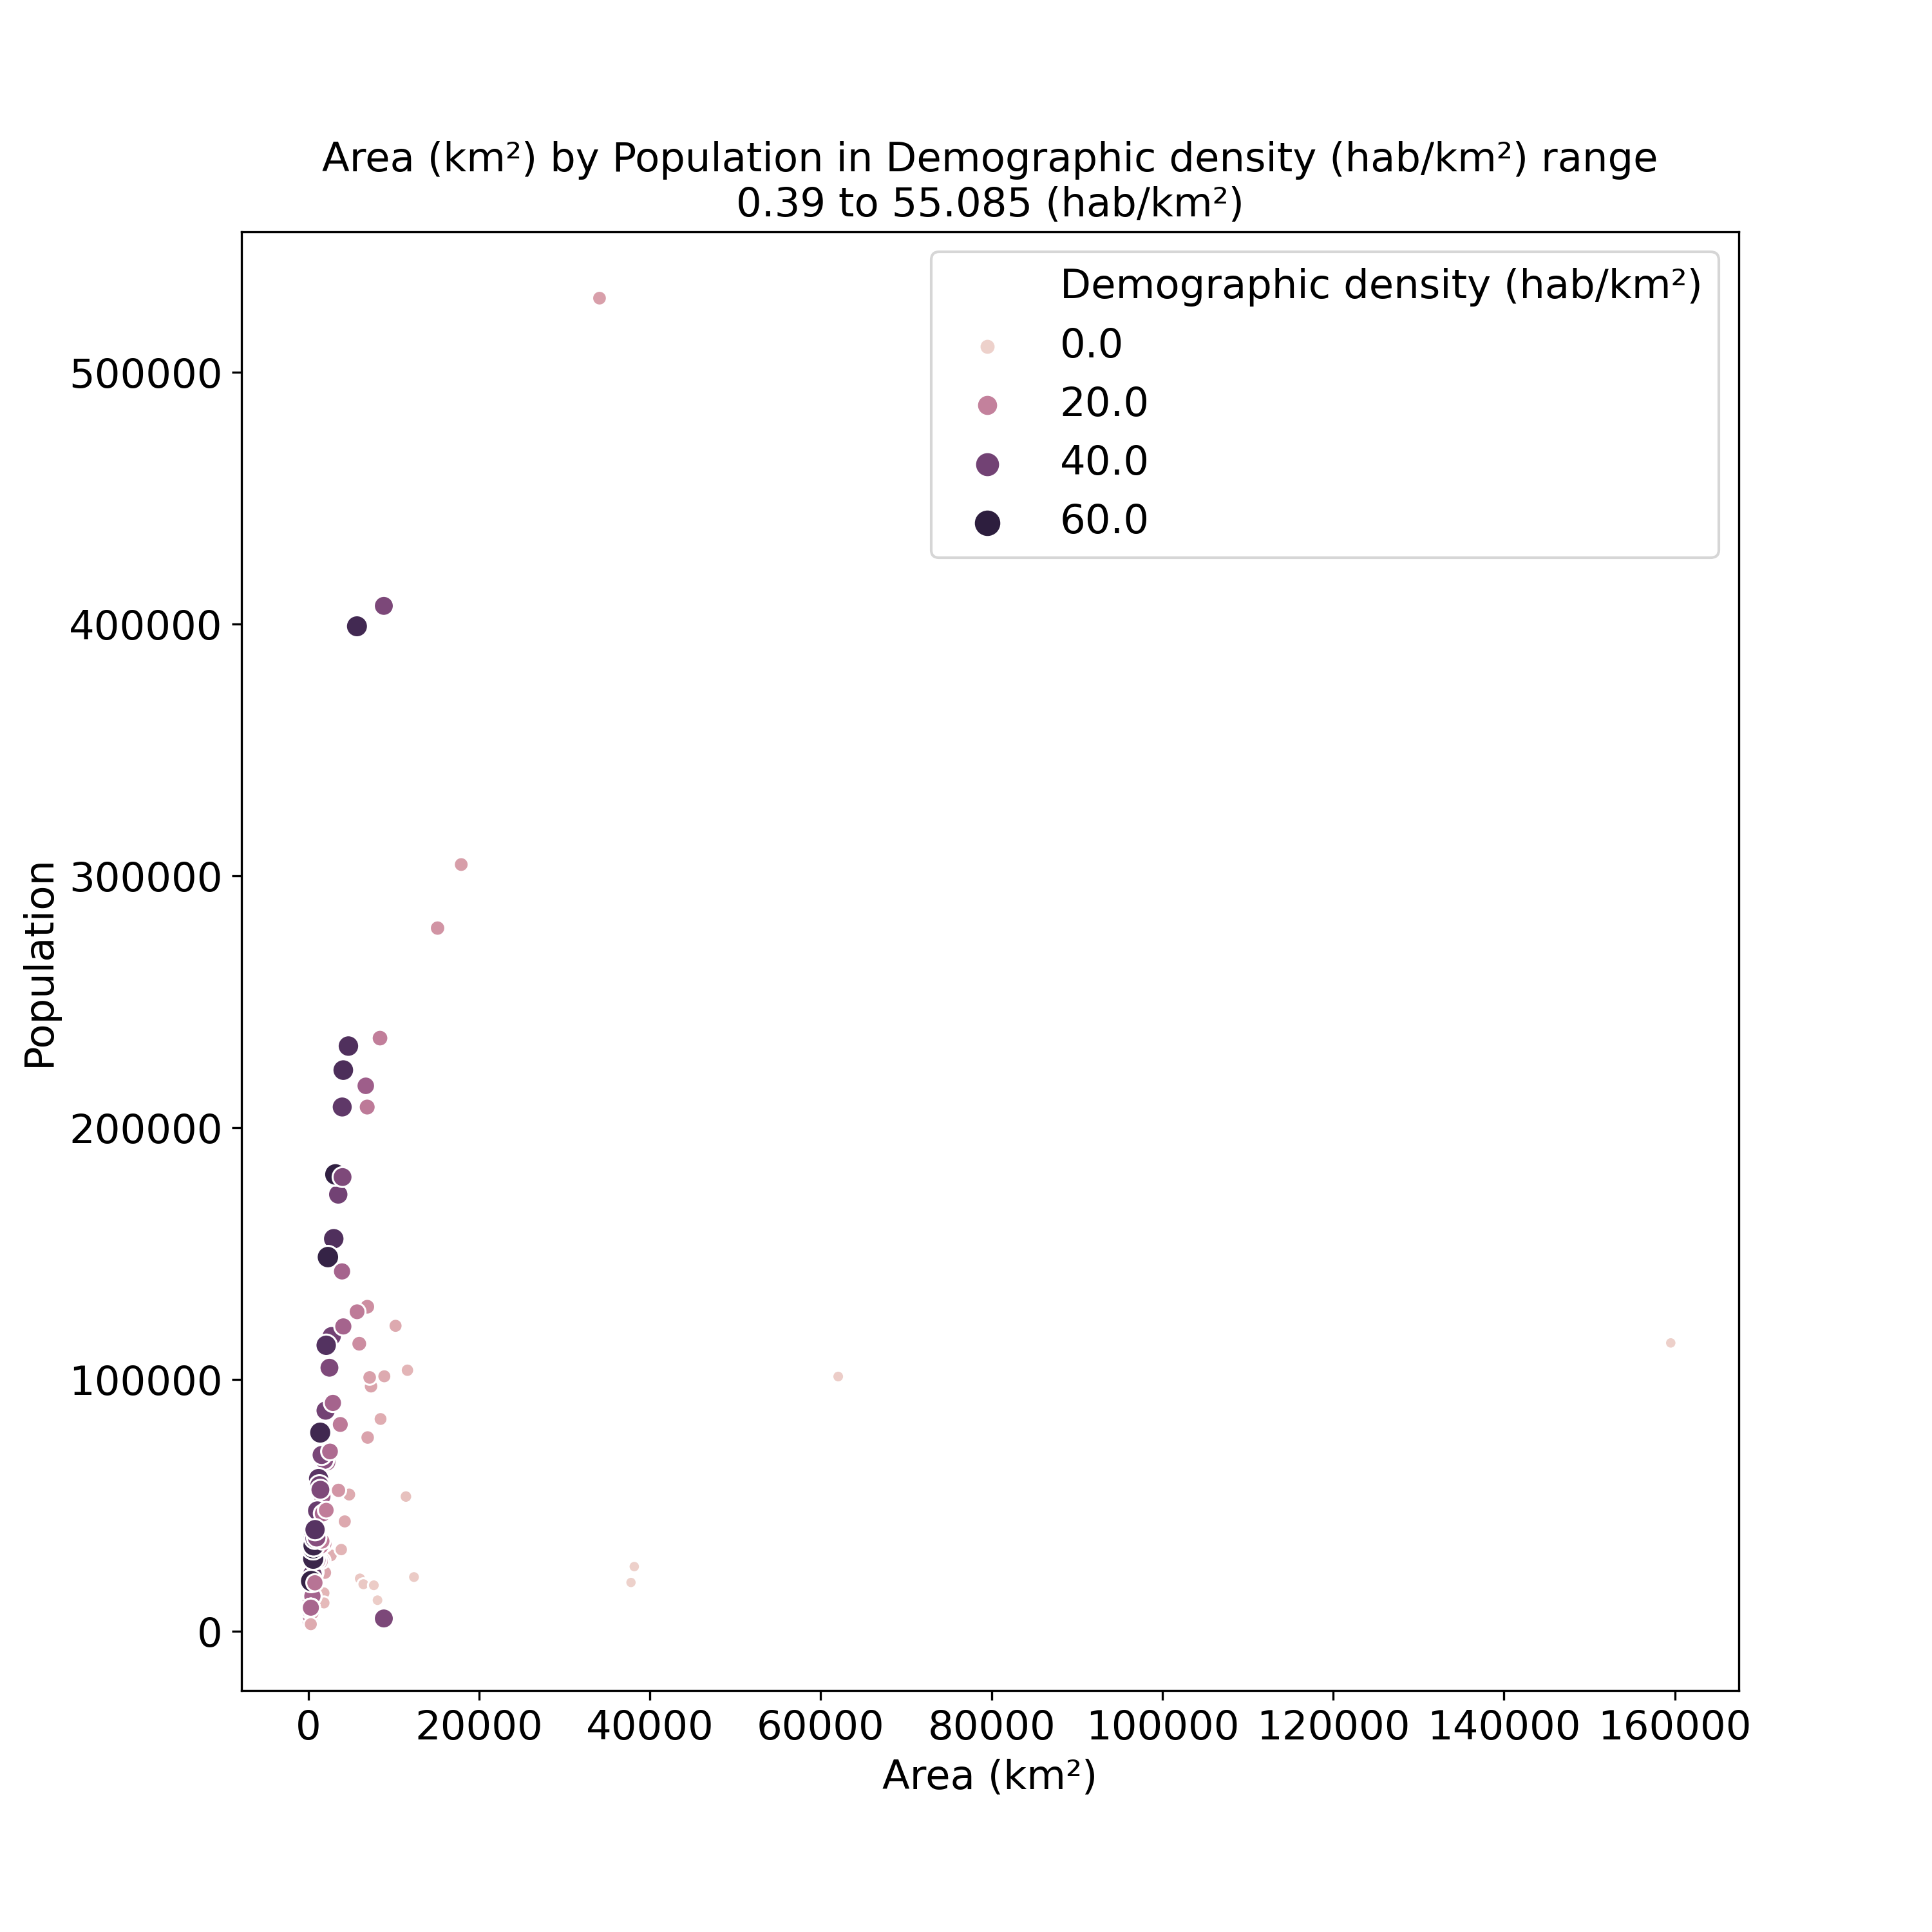 Area (km²) by Population in Demographic density (hab/km²) range
0.39 to 55.085 (hab/km²)
Demographic density (hab/km²)
0.0
20.0
40.0
60.0
500000
400000
300000
200000
100000
0
Population
0 20000 40000 60000 80000 100000 120000 140000 160000
Area (km²)